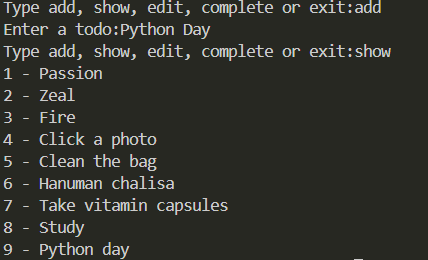 Type add, show, edit, complete or exit:add
Enter a todo:Python Day
Type add, show, edit, complete or exit:show
1 - Passion
2 - Zeal
3 - Fire
4 - Click a photo
5 - Clean the bag
6 - Hanuman chalisa
7 - Take vitamin capsules
8 - Study
9 - Python day